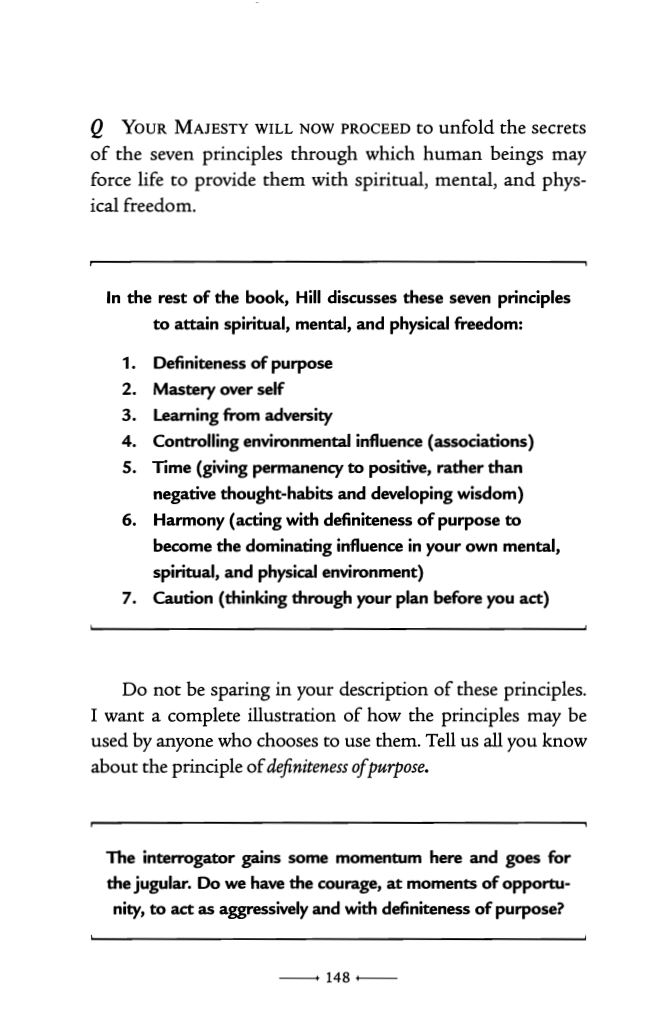 Q YOUR MAJESTY WILL NOW PROCEED to unfold the secrets
of the seven principles through which human beings may
force life to provide them with spiritual, mental, and phys-
ical freedom.
In the rest of the book, Hill discusses these seven principles
to attain spiritual, mental, and physical freedom:
1. Definiteness of purpose
2. Mastery over self
3. Learning from adversity
4. Controlling environmental influence (associations)
5. Time (giving permanency to positive, rather than
negative thought-habits and developing wisdom)
6. Harmony (acting with definiteness of purpose to
become the dominating influence in your own mental,
spiritual, and physical environment)
7. Caution (thinking through your plan before you act)
Do not be sparing in your description of these principles.
I want a complete illustration of how the principles may be
used by anyone who chooses to use them. Tell us all you know
about the principle of definiteness of purpose.
The interrogator gains some momentum here and goes for
the jugular. Do we have the courage, at moments of opportu-
nity, to act as aggressively and with definiteness of purpose?
148